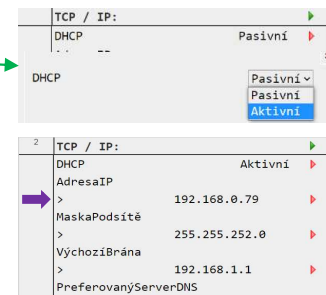 TCP / IP:
DHCP Pasivní
DHCP Pasivní
Pasivní
Aktivní
2 TCP / IP:
DHCP Aktivní
AdresaIP
> 192.168.0.79
MaskaPodsítě
> 255.255.252.0
VýchozíBrána
> 192.168.1.1
PreferovanýServerDNS